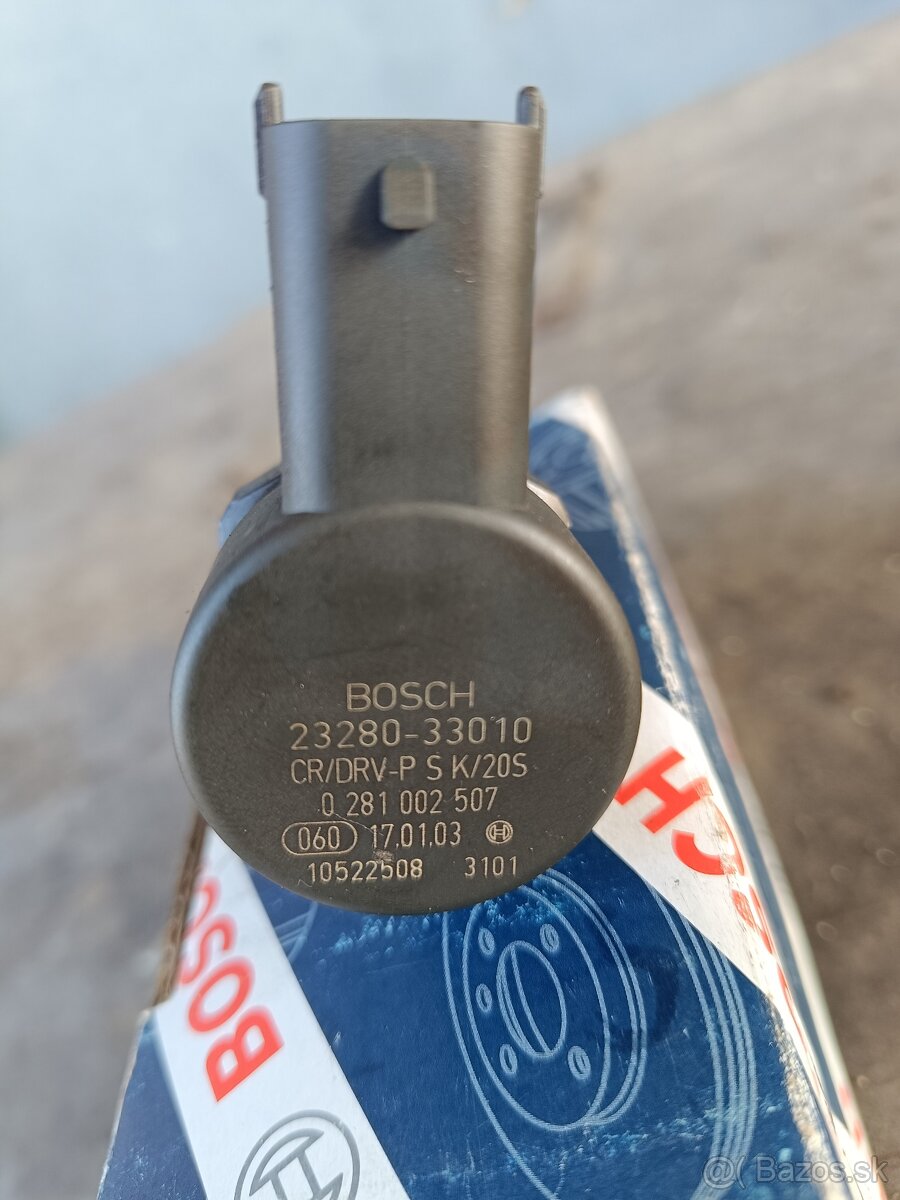 BOSCH
23280-33010
CR/DRV-P S K/20S
0 281 002 507
060 17.01.03
10522508 3101
BOSCH
BOSC
@( Bazos.sk